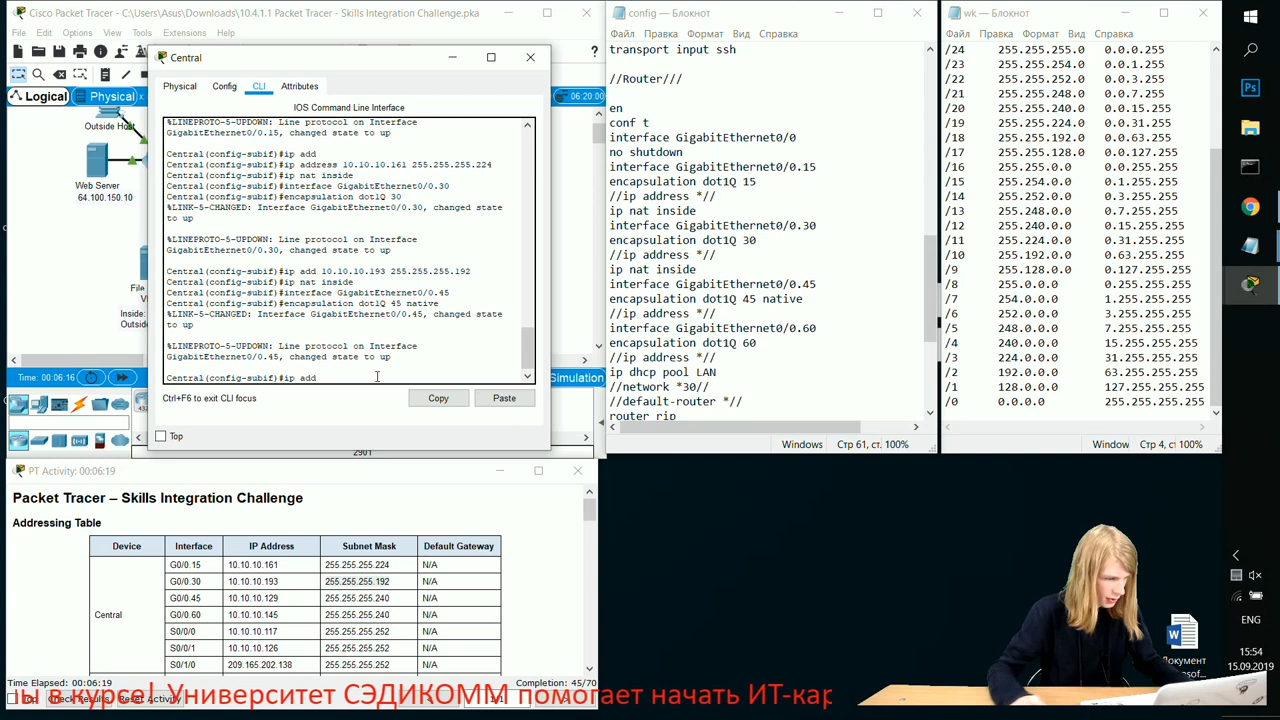 Cisco Packet Tracer - C:\Users\Asus\Downloads\10.4.1.1 Packet Tracer - Skills Integration Challenge.pka
File Edit Options View Tools Extensions Help
?
Logical
Physical
06:20:00
Outside Host
Web Server
64.100.150.10
File
Inside:
Outside
Time: 00:06:16
Simulation
2901
Central
Physical Config CLI Attributes
IOS Command Line Interface
%LINEPROTO-5-UPDOWN: Line protocol on Interface
GigabitEthernet0/0.15, changed state to up
Central(config-subif)#ip add
Central(config-subif)#ip address 10.10.10.161 255.255.255.224
Central(config-subif)#ip nat inside
Central(config-subif)#interface GigabitEthernet0/0.30
Central(config-subif)#encapsulation dot1Q 30
%LINK-5-CHANGED: Interface GigabitEthernet0/0.30, changed state
to up
%LINEPROTO-5-UPDOWN: Line protocol on Interface
GigabitEthernet0/0.30, changed state to up
Central(config-subif)#ip add 10.10.10.193 255.255.255.192
Central(config-subif)#ip nat inside
Central(config-subif)#interface GigabitEthernet0/0.45
Central(config-subif)#encapsulation dot1Q 45 native
%LINK-5-CHANGED: Interface GigabitEthernet0/0.45, changed state
to up
%LINEPROTO-5-UPDOWN: Line protocol on Interface
GigabitEthernet0/0.45, changed state to up
Central(config-subif)#ip add
Ctrl+F6 to exit CLI focus
Copy
Paste
Top
config — Блокнот
Файл Правка Формат Вид Справка
transport input ssh
//Router///
en
conf t
interface GigabitEthernet0/0
no shutdown
interface GigabitEthernet0/0.15
encapsulation dot1Q 15
//ip address *//
ip nat inside
interface GigabitEthernet0/0.30
encapsulation dot1Q 30
//ip address *//
ip nat inside
interface GigabitEthernet0/0.45
encapsulation dot1Q 45 native
//ip address *//
interface GigabitEthernet0/0.60
encapsulation dot1Q 60
//ip address *//
ip dhcp pool LAN
//network *30//
//default-router *//
router rip
Windows Стр 61, ст. 100%
wk — Блокнот
Файл Правка Формат Вид Справка
/24 255.255.255.0 0.0.0.255
/23 255.255.254.0 0.0.1.255
/22 255.255.252.0 0.0.3.255
/21 255.255.248.0 0.0.7.255
/20 255.255.240.0 0.0.15.255
/19 255.255.224.0 0.0.31.255
/18 255.255.192.0 0.0.63.255
/17 255.255.128.0 0.0.127.255
/16 255.255.0.0 0.0.255.255
/15 255.254.0.0 0.1.255.255
/14 255.252.0.0 0.3.255.255
/13 255.248.0.0 0.7.255.255
/12 255.240.0.0 0.15.255.255
/11 255.224.0.0 0.31.255.255
/10 255.192.0.0 0.63.255.255
/9 255.128.0.0 0.127.255.255
/8 255.0.0.0 0.255.255.255
/7 254.0.0.0 1.255.255.255
/6 252.0.0.0 3.255.255.255
/5 248.0.0.0 7.255.255.255
/4 240.0.0.0 15.255.255.255
/3 224.0.0.0 31.255.255.255
/2 192.0.0.0 63.255.255.255
/1 128.0.0.0 127.255.255.255
/0 0.0.0.0 255.255.255.255
Window Стр 4, ст. 100%
PT Activity: 00:06:19
Packet Tracer – Skills Integration Challenge
Addressing Table
Device Interface IP Address Subnet Mask Default Gateway
Central
G0/0.15 10.10.10.161 255.255.255.224 N/A
G0/0.30 10.10.10.193 255.255.255.192 N/A
G0/0.45 10.10.10.129 255.255.255.240 N/A
G0/0.60 10.10.10.145 255.255.255.240 N/A
S0/0/0 10.10.10.117 255.255.255.252 N/A
S0/0/1 10.10.10.126 255.255.255.252 N/A
S0/1/0 209.165.202.138 255.255.255.252 N/A
Time Elapsed: 00:06:19
Completion: 45/70
Top
Check Results
Reset Activity
1/1
в курсе! Университет СЭДИКОММ помогает начать ИТ-кар
Ps
Документ
ENG
15:54
15.09.2019